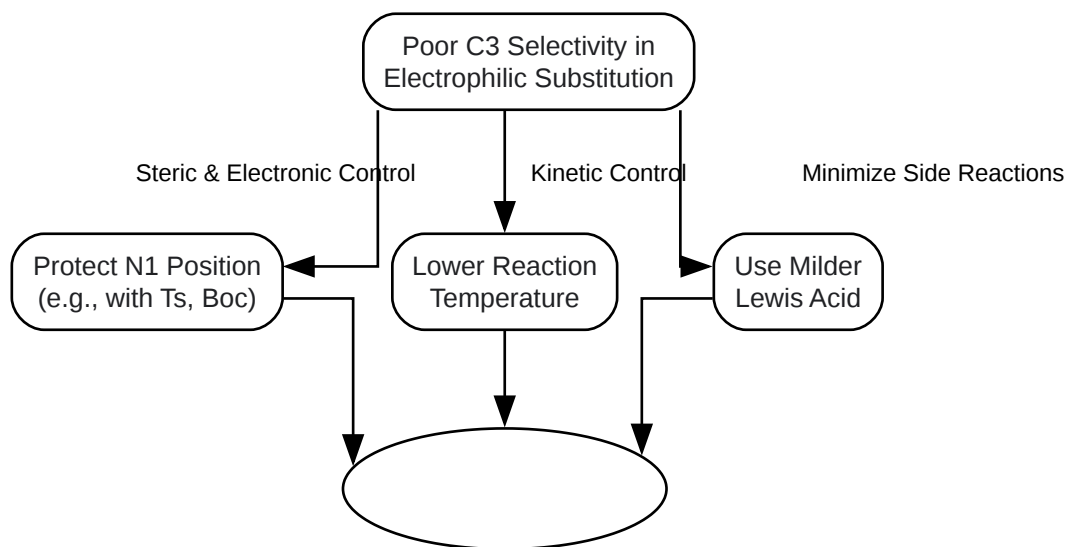 Poor C3 Selectivity in
Electrophilic Substitution
Steric & Electronic Control
Kinetic Control
Minimize Side Reactions
Protect N1 Position
(e.g., with Ts, Boc)
Lower Reaction
Temperature
Use Milder
Lewis Acid